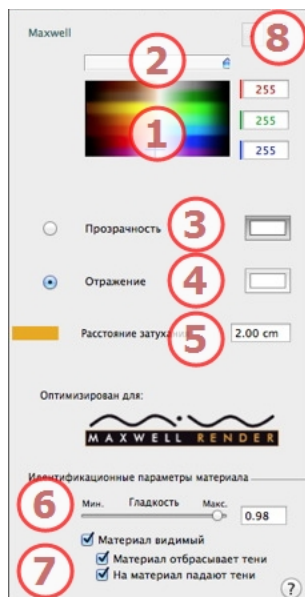 Maxwell
8
2
255
1
255
255
Прозрачность 3
Отражение 4
Расстояние затухания 5 2.00 cm
Оптимизирован для:
MAXWELL RENDER
Идентификационные параметры материала
6 Мин. Гладкость Макс. 0.98
Материал видимый
7 Материал отбрасывает тени
На материал падают тени
?